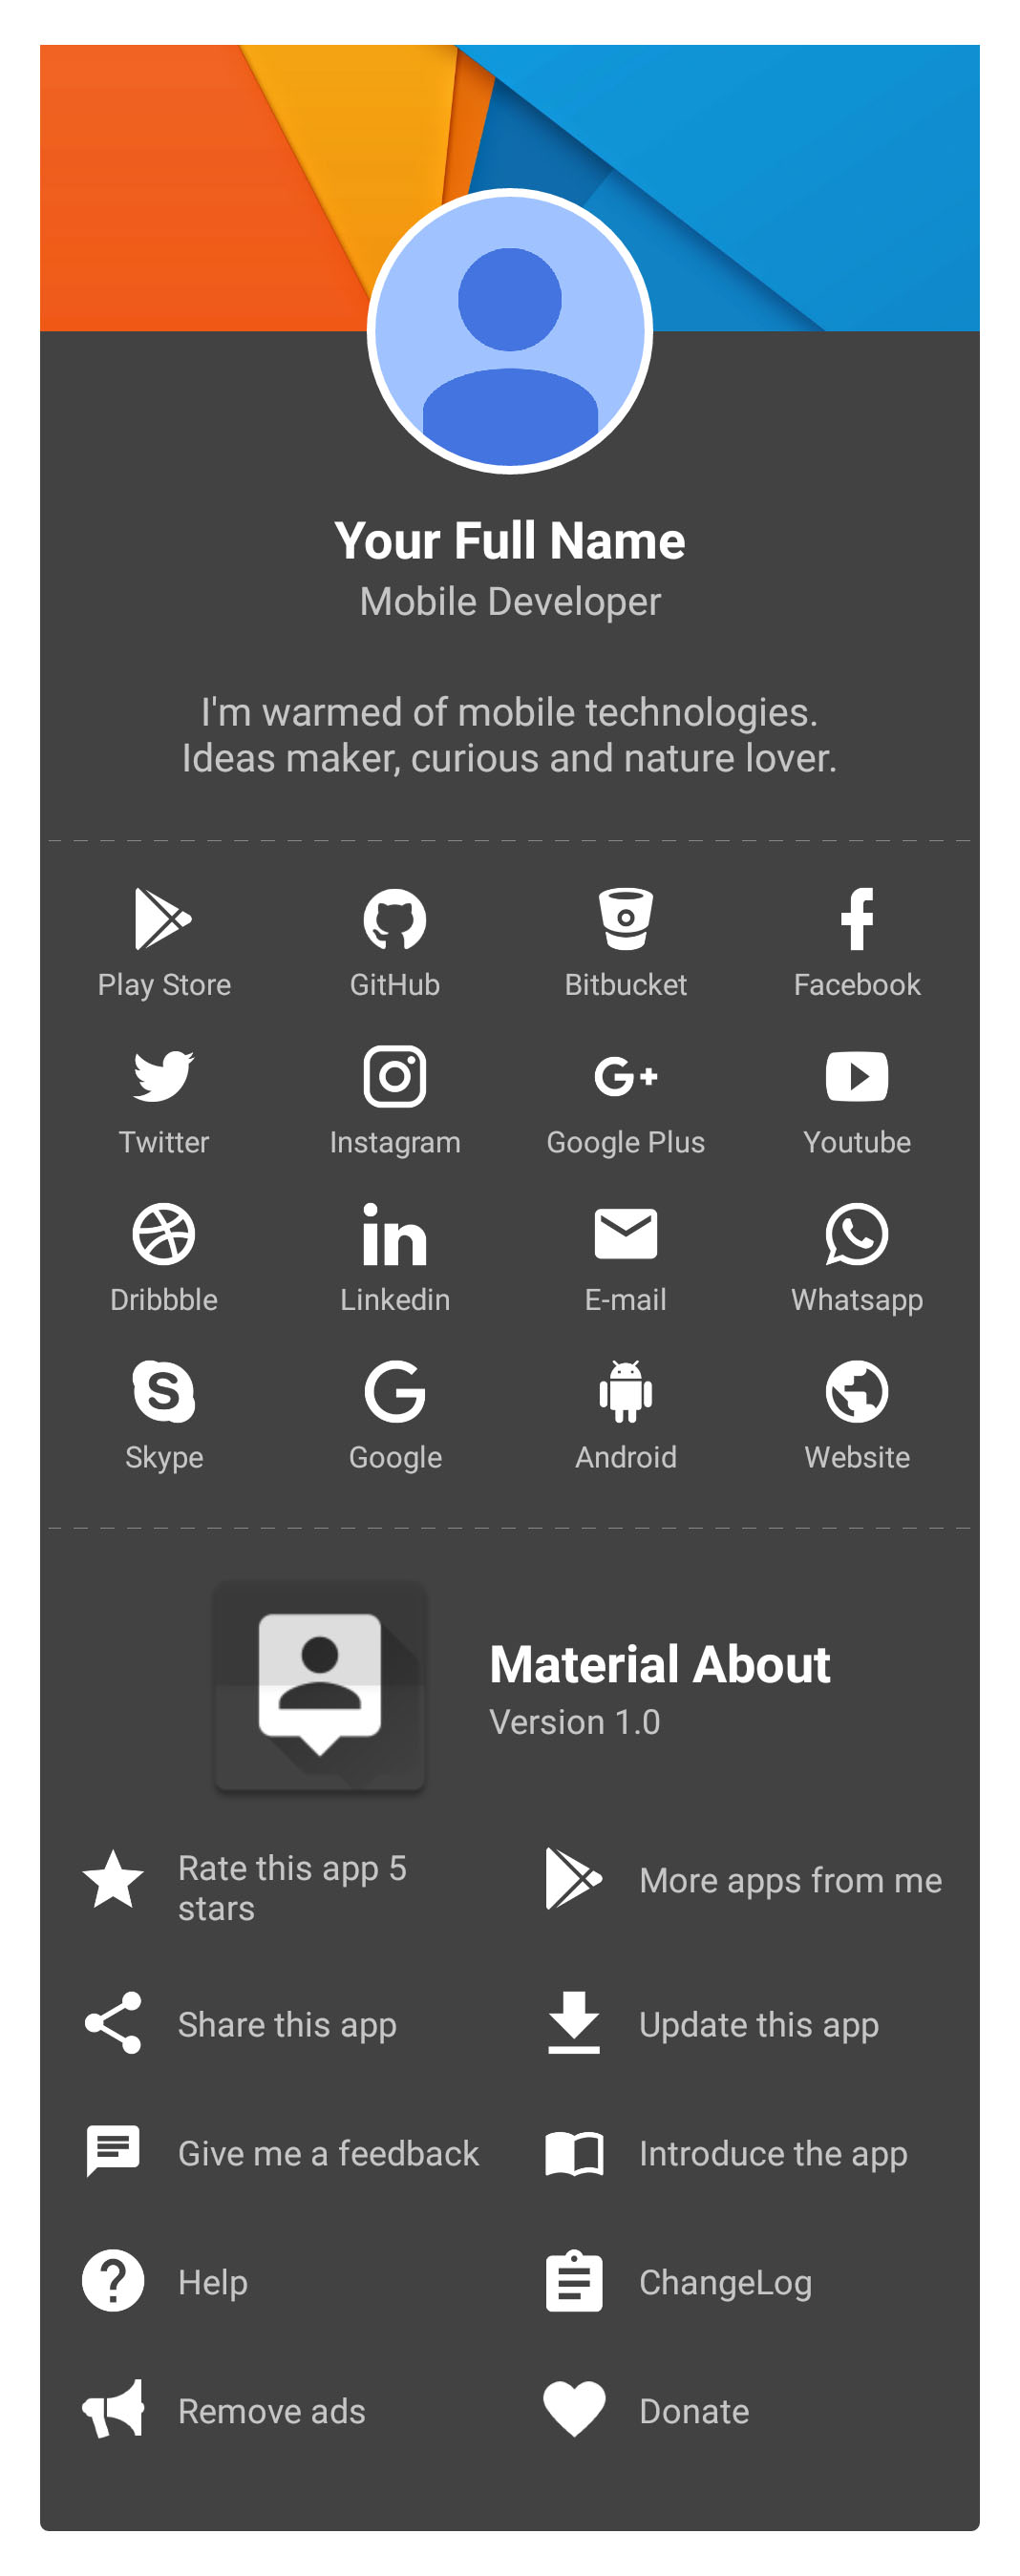 Your Full Name
Mobile Developer
I'm warmed of mobile technologies.
Ideas maker, curious and nature lover.
Play Store
GitHub
Bitbucket
Facebook
Twitter
Instagram
Google Plus
Youtube
Dribbble
Linkedin
E-mail
Whatsapp
Skype
Google
Android
Website
Material About
Version 1.0
Rate this app 5
stars
More apps from me
Share this app
Update this app
Give me a feedback
Introduce the app
Help
ChangeLog
Remove ads
Donate